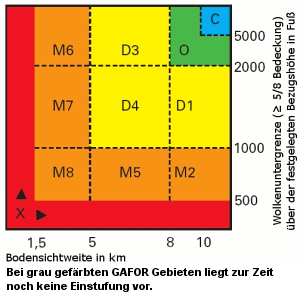 C
M6 D3 O
5000
2000
M7 D4 D1
1000
M8 M5 M2
500
X
1,5 5 8 10
Bodensichtweite in km
Wolkenuntergrenze (≥ 5/8 Bedeckung)
über der festgelegten Bezugshöhe in Fuß
Bei grau gefärbten GAFOR Gebieten liegt zur Zeit
noch keine Einstufung vor.